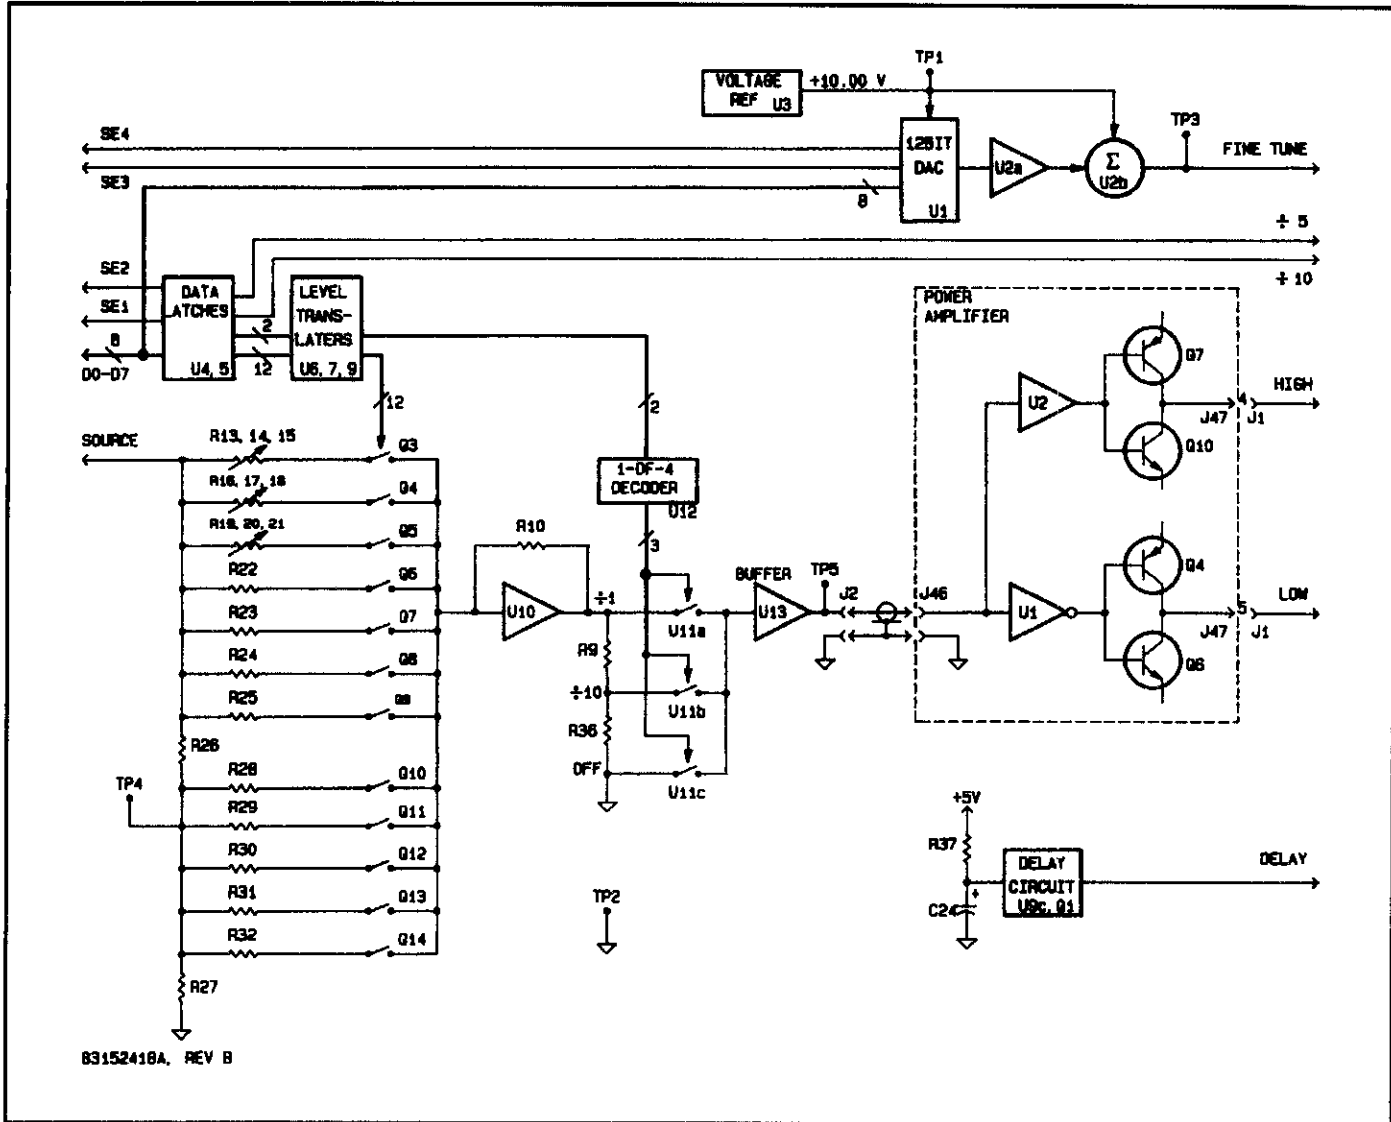 TP1
VOLTAGE
REF U3
+10.00 V
TP3
SE4
12BIT
DAC
U1
U2a
Σ
U2b
FINE TUNE
SE3
8
÷ 5
SE2
DATA
LATCHES
U4, 5
LEVEL
TRANS-
LATERS
U6, 7, 9
÷ 10
SE1
2
8
D0-D7
12
12
2
POWER
AMPLIFIER
Q7
U2
4
HIGH
J47
J1
Q10
SOURCE
R13, 14, 15
Q3
1-OF-4
DECODER
U12
R16, 17, 18
Q4
R19, 20, 21
Q5
R10
3
R22
Q6
BUFFER
TP5
J2
J46
Q4
R23
Q7
U10
÷1
U11a
U13
U1
5
LOW
J47
J1
R24
Q8
R9
Q6
R25
Q9
÷10
U11b
R26
R36
R28
Q10
OFF
U11c
TP4
R29
Q11
+5V
R30
Q12
R37
DELAY
CIRCUIT
U9c, Q1
DELAY
R31
Q13
TP2
+
C24
R32
Q14
R27
83152418A, REV B